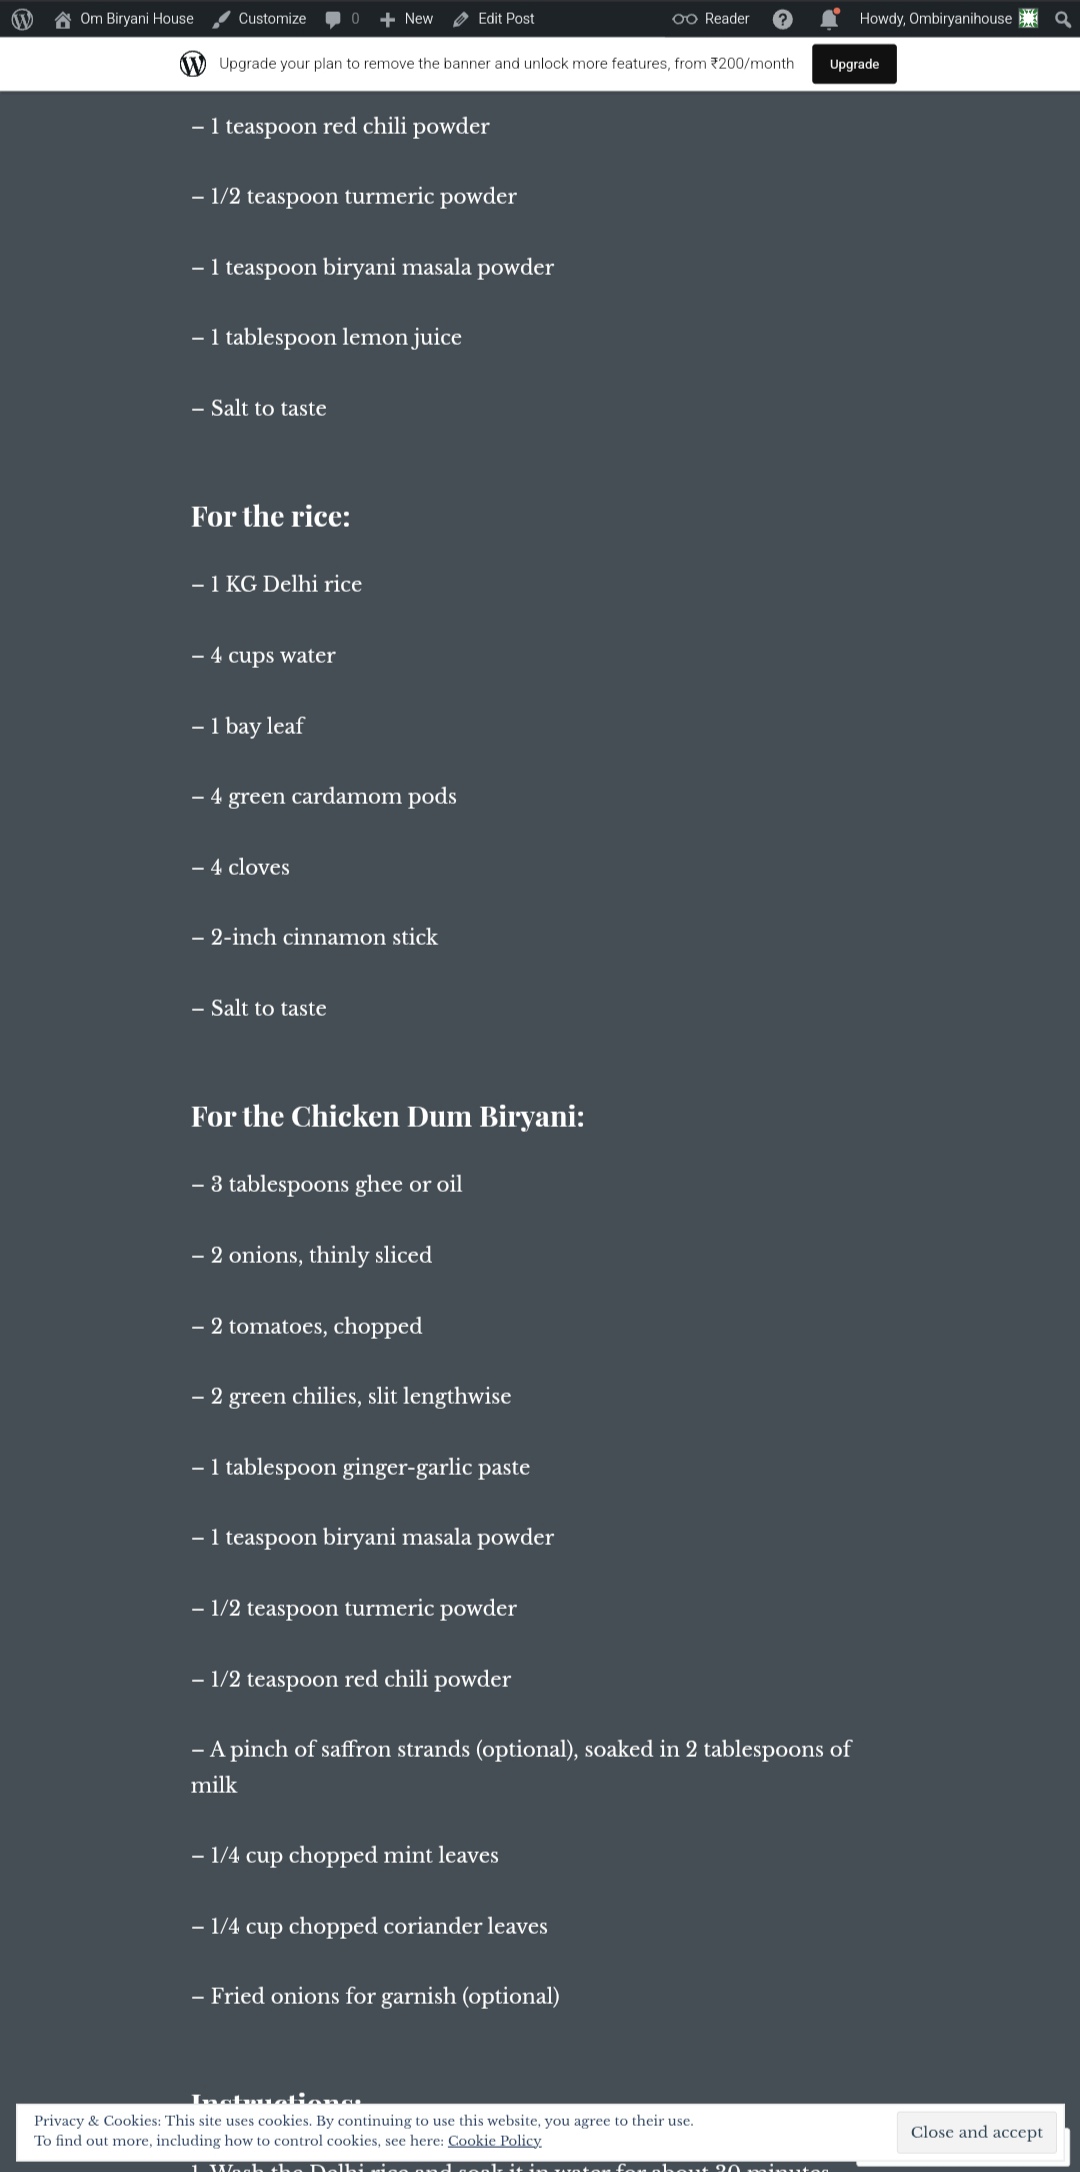 Om Biryani House Customize 0 New Edit Post Reader Howdy, Ombiryanihouse
Upgrade your plan to remove the banner and unlock more features, from ₹200/month Upgrade
– 1 teaspoon red chili powder
– 1/2 teaspoon turmeric powder
– 1 teaspoon biryani masala powder
– 1 tablespoon lemon juice
– Salt to taste
For the rice:
– 1 KG Delhi rice
– 4 cups water
– 1 bay leaf
– 4 green cardamom pods
– 4 cloves
– 2-inch cinnamon stick
– Salt to taste
For the Chicken Dum Biryani:
– 3 tablespoons ghee or oil
– 2 onions, thinly sliced
– 2 tomatoes, chopped
– 2 green chilies, slit lengthwise
– 1 tablespoon ginger-garlic paste
– 1 teaspoon biryani masala powder
– 1/2 teaspoon turmeric powder
– 1/2 teaspoon red chili powder
– A pinch of saffron strands (optional), soaked in 2 tablespoons of
milk
– 1/4 cup chopped mint leaves
– 1/4 cup chopped coriander leaves
– Fried onions for garnish (optional)
Instructions:
Privacy & Cookies: This site uses cookies. By continuing to use this website, you agree to their use.
To find out more, including how to control cookies, see here: Cookie Policy
Close and accept
1. Wash the Delhi rice and soak it in water for about 30 minutes.